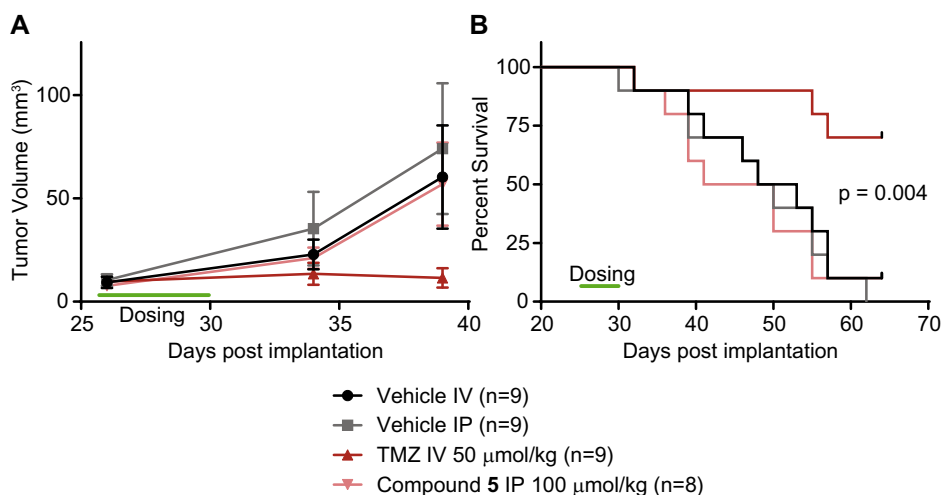 A
Tumor Volume (mm³)
100
50
0
25
30
35
40
Dosing
Days post implantation
B
Percent Survival
100
75
50
25
0
20
30
40
50
60
70
p = 0.004
Dosing
Days post implantation
Vehicle IV (n=9)
Vehicle IP (n=9)
TMZ IV 50 μmol/kg (n=9)
Compound 5 IP 100 μmol/kg (n=8)